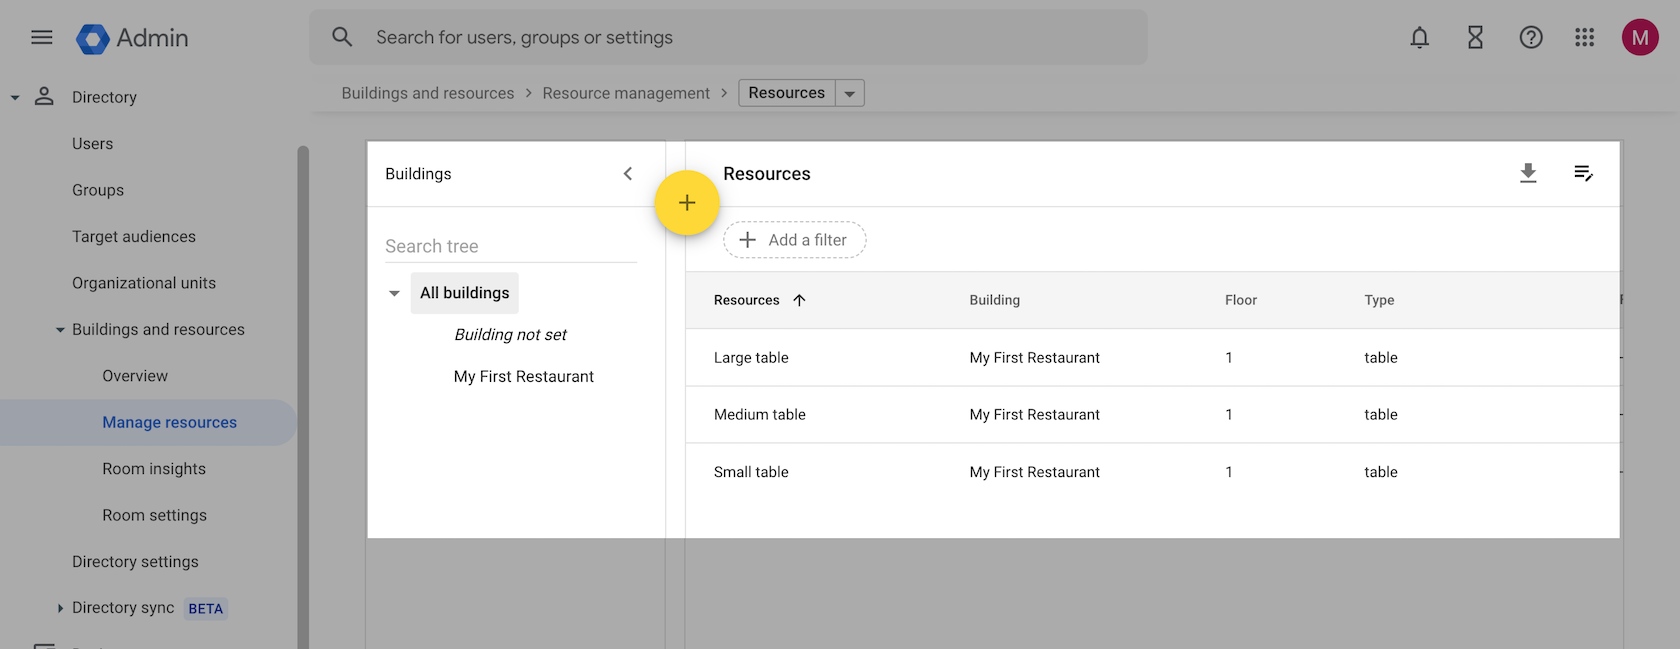 Admin
Search for users, groups or settings
M
Buildings and resources > Resource management > Resources
Directory
Users
Groups
Target audiences
Organizational units
Buildings and resources
Overview
Manage resources
Room insights
Room settings
Directory settings
Directory sync BETA
Buildings
Search tree
All buildings
Building not set
My First Restaurant
Resources
Add a filter
Resources Building Floor Type
Large table My First Restaurant 1 table
Medium table My First Restaurant 1 table
Small table My First Restaurant 1 table